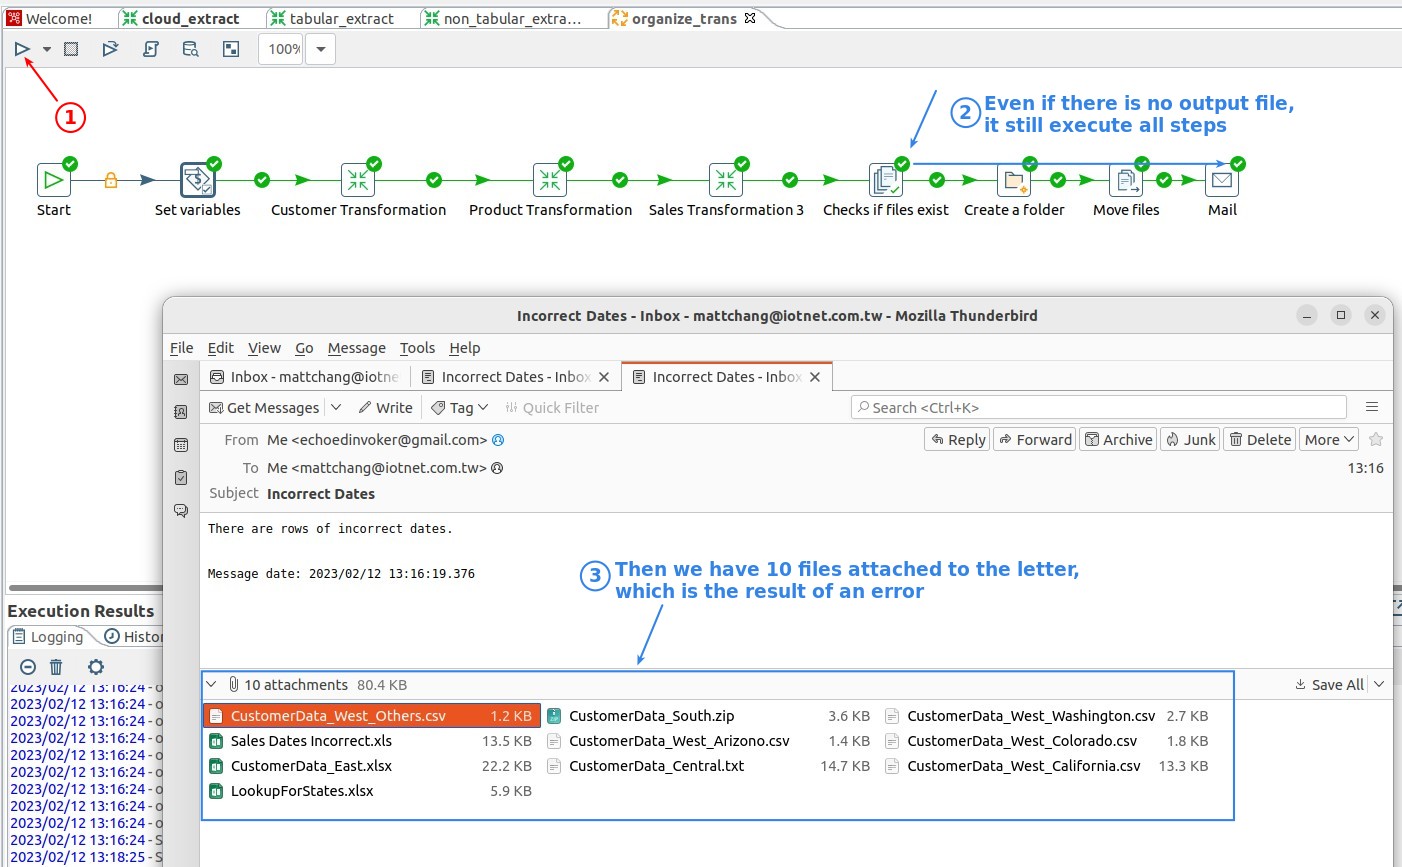 Welcome!
cloud_extract
tabular_extract
non_tabular_extra...
organize_trans
100%
1
2 Even if there is no output file,
it still execute all steps
Start
Set variables
Customer Transformation
Product Transformation
Sales Transformation 3
Checks if files exist
Create a folder
Move files
Mail
Incorrect Dates - Inbox - mattchang@iotnet.com.tw - Mozilla Thunderbird
File Edit View Go Message Tools Help
Inbox - mattchang@iotne
Incorrect Dates - Inbox
Incorrect Dates - Inbox
Get Messages Write Tag Quick Filter Search <Ctrl+K>
From Me <echoedinvoker@gmail.com> Reply Forward Archive Junk Delete More
To Me <mattchang@iotnet.com.tw> 13:16
Subject Incorrect Dates
There are rows of incorrect dates.
Message date: 2023/02/12 13:16:19.376
3 Then we have 10 files attached to the letter,
which is the result of an error
Execution Results
Logging Histor
10 attachments 80.4 KB Save All
CustomerData_West_Others.csv 1.2 KB CustomerData_South.zip 3.6 KB CustomerData_West_Washington.csv 2.7 KB
Sales Dates Incorrect.xls 13.5 KB CustomerData_West_Arizono.csv 1.4 KB CustomerData_West_Colorado.csv 1.8 KB
CustomerData_East.xlsx 22.2 KB CustomerData_Central.txt 14.7 KB CustomerData_West_California.csv 13.3 KB
LookupForStates.xlsx 5.9 KB
2023/02/12 13:16:24 - o
2023/02/12 13:16:24 - o
2023/02/12 13:16:24 - o
2023/02/12 13:16:24 - o
2023/02/12 13:16:24 - o
2023/02/12 13:16:24 - o
2023/02/12 13:16:24 - o
2023/02/12 13:16:24 - o
2023/02/12 13:16:24 - o
2023/02/12 13:16:24 - S
2023/02/12 13:18:25 - S